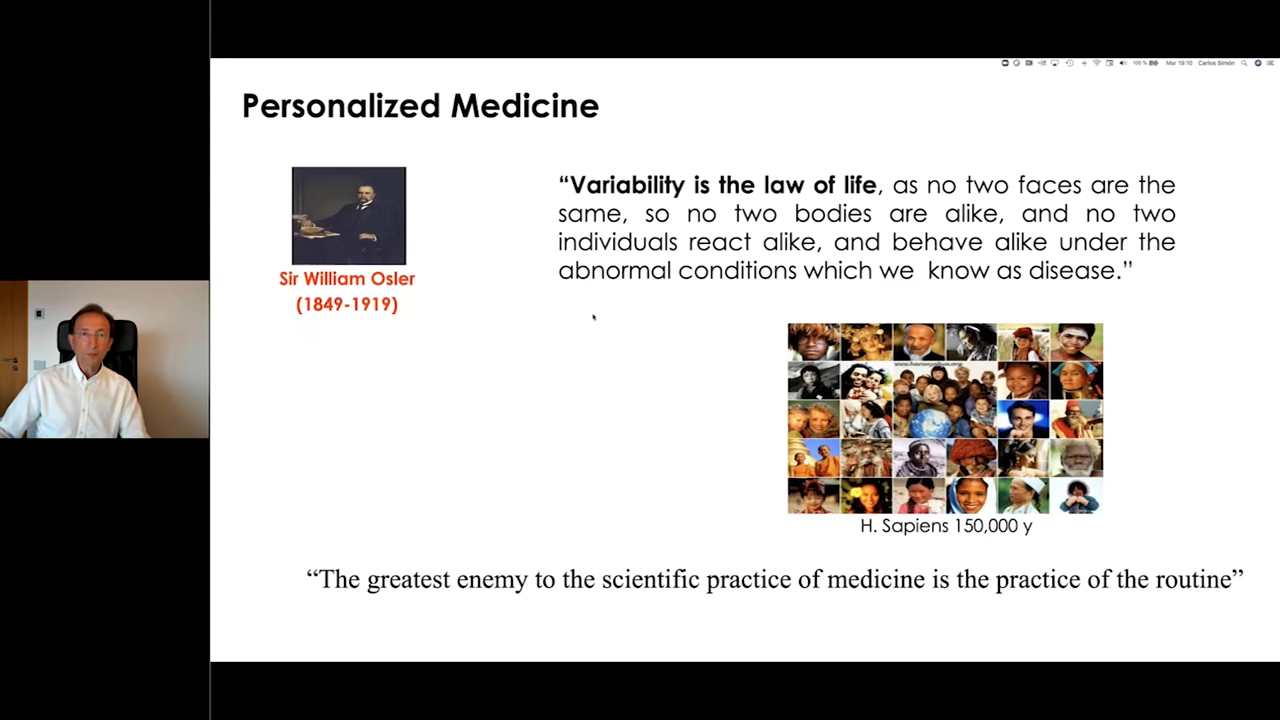 100 % Mar 19:10 Carlos Simón
Personalized Medicine
Sir William Osler
(1849-1919)
“Variability is the law of life, as no two faces are the
same, so no two bodies are alike, and no two
individuals react alike, and behave alike under the
abnormal conditions which we know as disease.”
H. Sapiens 150,000 y
“The greatest enemy to the scientific practice of medicine is the practice of the routine”